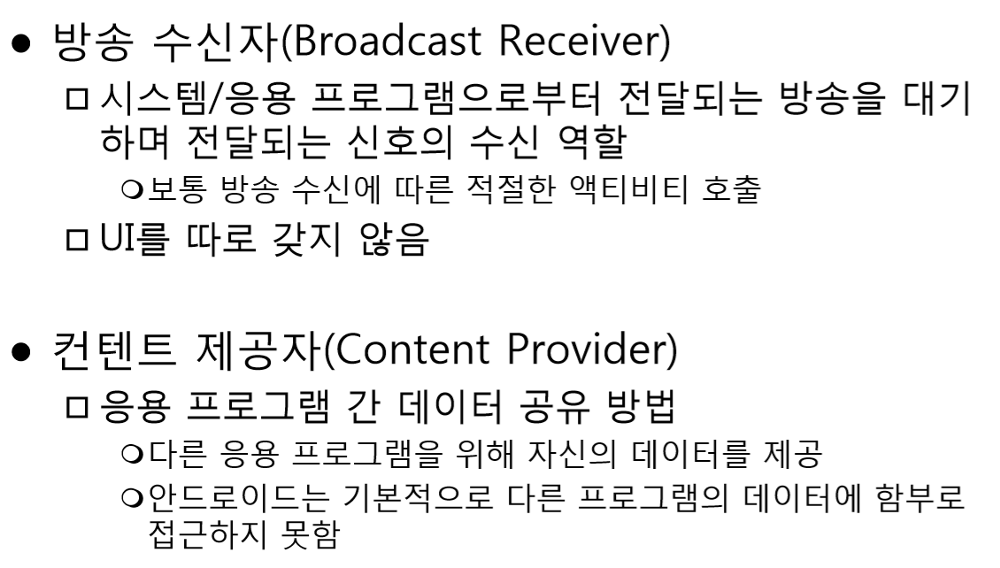 ● 방송 수신자(Broadcast Receiver)
□ 시스템/응용 프로그램으로부터 전달되는 방송을 대기
하며 전달되는 신호의 수신 역할
○보통 방송 수신에 따른 적절한 액티비티 호출
□ UI를 따로 갖지 않음
● 컨텐트 제공자(Content Provider)
□ 응용 프로그램 간 데이터 공유 방법
○다른 응용 프로그램을 위해 자신의 데이터를 제공
○안드로이드는 기본적으로 다른 프로그램의 데이터에 함부로
접근하지 못함